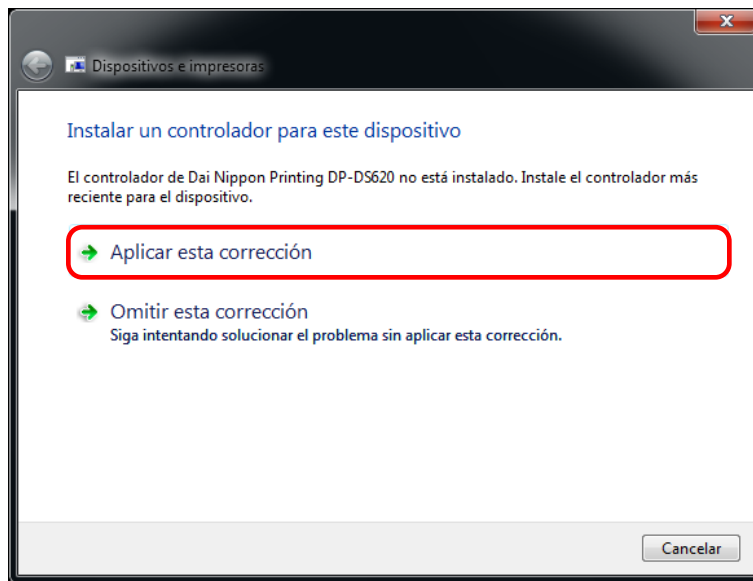 Dispositivos e impresoras
Instalar un controlador para este dispositivo
El controlador de Dai Nippon Printing DP-DS620 no está instalado. Instale el controlador más
reciente para el dispositivo.
Aplicar esta corrección
Omitir esta corrección
Siga intentando solucionar el problema sin aplicar esta corrección.
Cancelar